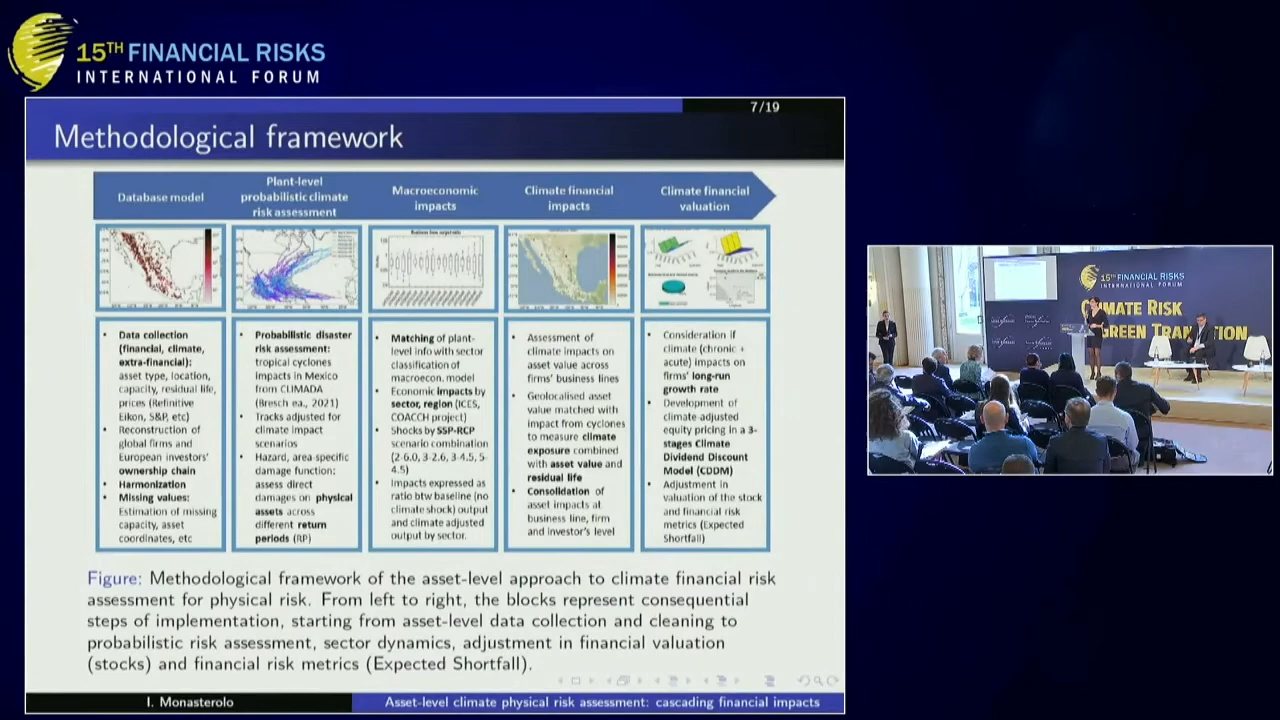 15TH FINANCIAL RISKS
INTERNATIONAL FORUM
7/19
Methodological framework
Database model
Plant-level
probabilistic climate
risk assessment
Macroeconomic
impacts
Climate financial
impacts
Climate financial
valuation
• Data collection
(financial, climate,
extra-financial):
asset type, location,
capacity, residual life,
prices (Refinitive
Eikon, S&P, etc)
• Reconstruction of
global firms and
European investors'
ownership chain
• Harmonization
• Missing values:
Estimation of missing
capacity, asset
coordinates, etc
• Probabilistic disaster
risk assessment:
tropical cyclones
impacts in Mexico
from CLIMADA
(Bresch ea., 2021)
• Tracks adjusted for
climate impact
scenarios
• Hazard, area-specific
damage function:
assess direct
damages on physical
assets across
different return
periods (RP)
• Matching of plant-
level info with sector
classification of
macroecon. model
• Economic impacts by
sector, region (ICES,
COACCH project)
• Shocks by SSP-RCP
scenario combination
(2-6.0, 3-2.6, 3-4.5, 5-
4.5)
• Impacts expressed as
ratio btw baseline (no
climate shock) output
and climate adjusted
output by sector.
• Assessment of
climate impacts on
asset value across
firms' business lines
• Geolocalised asset
value matched with
impact from cyclones
to measure climate
exposure combined
with asset value and
residual life
• Consolidation of
asset impacts at
business line, firm
and investor's level
• Consideration if
climate (chronic +
acute) impacts on
firms' long-run
growth rate
• Development of
climate adjusted
equity pricing in a 3-
stages Climate
Dividend Discount
Model (CDDM)
• Adjustment in
valuation of the stock
and financial risk
metrics (Expected
Shortfall)
Figure: Methodological framework of the asset-level approach to climate financial risk
assessment for physical risk. From left to right, the blocks represent consequential
steps of implementation, starting from asset-level data collection and cleaning to
probabilistic risk assessment, sector dynamics, adjustment in financial valuation
(stocks) and financial risk metrics (Expected Shortfall).
I. Monasterolo
Asset-level climate physical risk assessment: cascading financial impacts
15TH FINANCIAL RISKS
INTERNATIONAL FORUM
CLIMATE RISK
GREEN TRANSITION